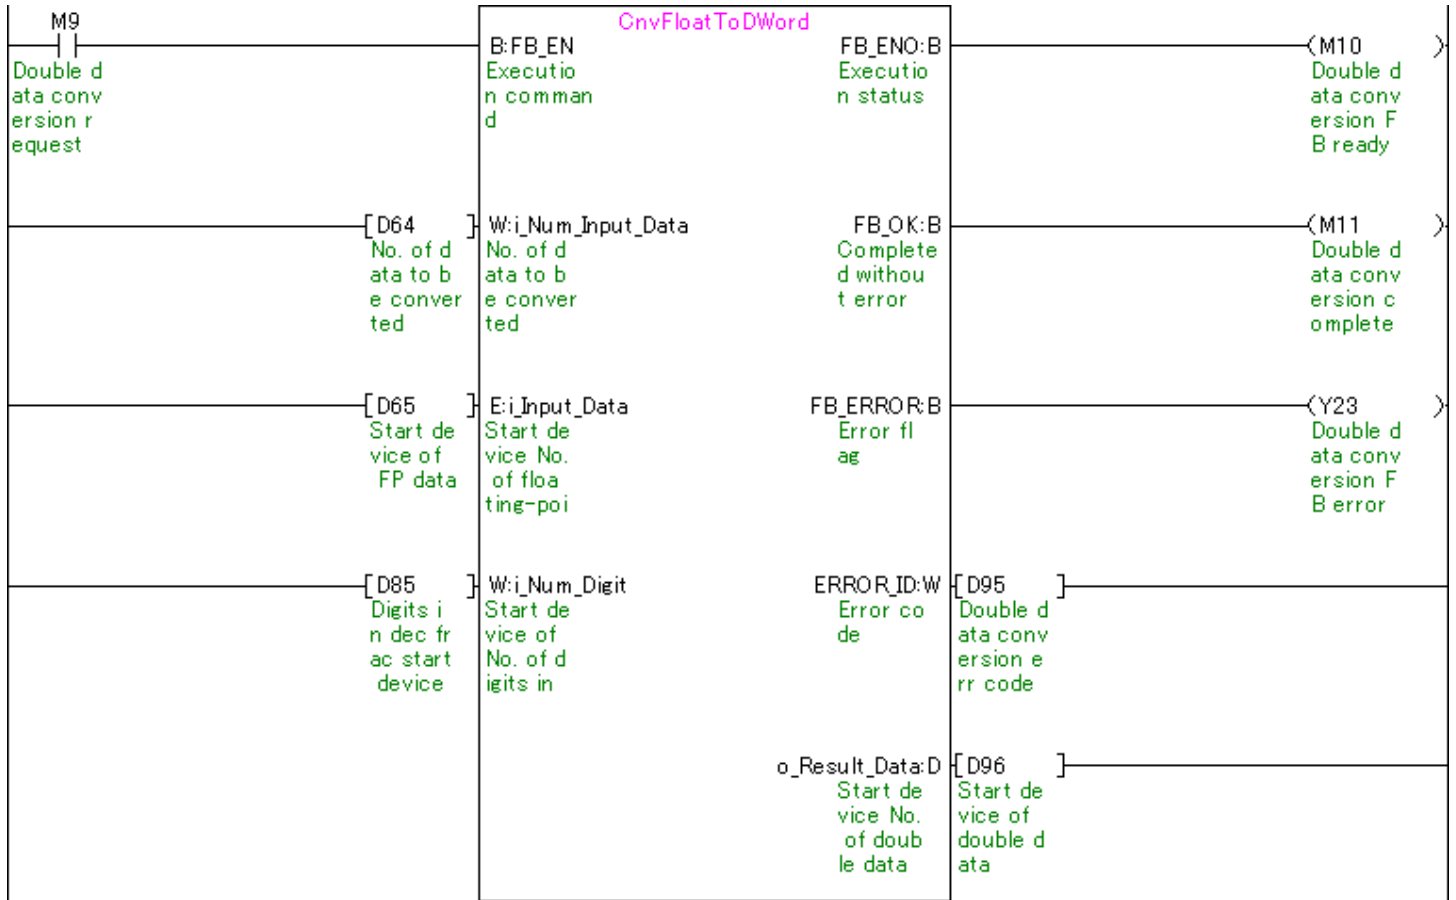 M9
CnvFloatToDWord
B:FB_EN
FB_ENO:B
(M10 )
Double d
ata conv
ersion r
equest
Executio
n comman
d
Executio
n status
Double d
ata conv
ersion F
B ready
[D64 ]
W:i_Num_Input_Data
FB_OK:B
(M11 )
No. of d
ata to b
e conver
ted
No. of d
ata to b
e conver
ted
Complete
d withou
t error
Double d
ata conv
ersion c
omplete
[D65 ]
E:i_Input_Data
FB_ERROR:B
(Y23 )
Start de
vice of
FP data
Start de
vice No.
of floa
ting-poi
Error fl
ag
Double d
ata conv
ersion F
B error
[D85 ]
W:i_Num_Digit
ERROR_ID:W
[D95 ]
Digits i
n dec fr
ac start
device
Start de
vice of
No. of d
igits in
Error co
de
Double d
ata conv
ersion e
rr code
o_Result_Data:D
[D96 ]
Start de
vice No.
of doub
le data
Start de
vice of
double d
ata